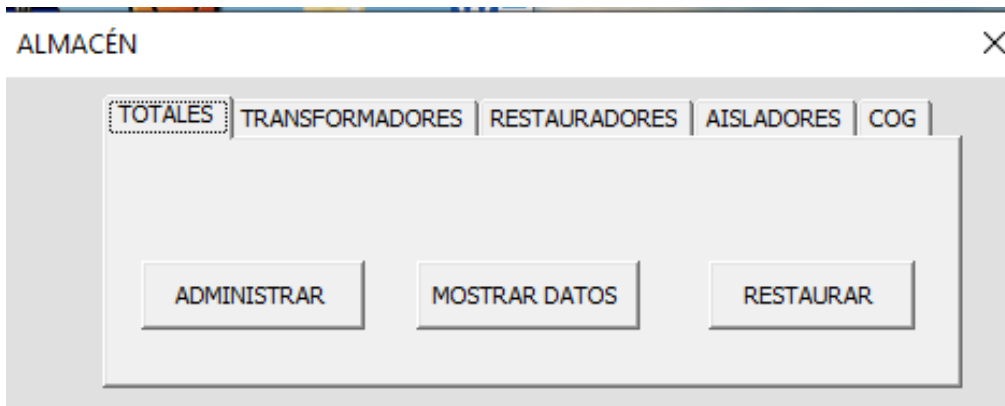 ALMACÉN
TOTALES TRANSFORMADORES RESTAURADORES AISLADORES COG
ADMINISTRAR MOSTRAR DATOS RESTAURAR